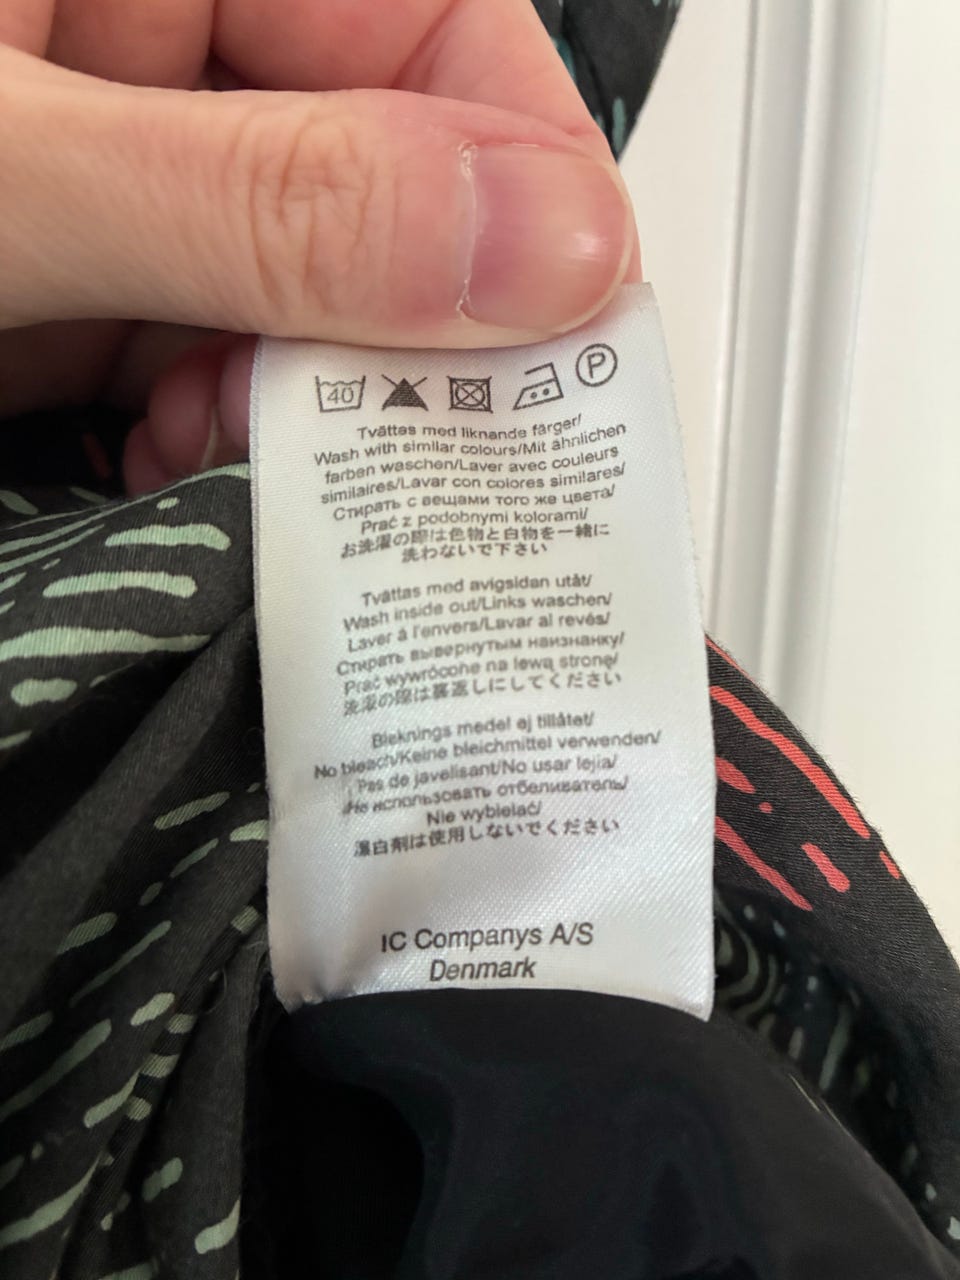 40 P
Tvättas med liknande färger/
Wash with similar colours/Mit ähnlichen
farben waschen/Laver avec couleurs
similaires/Lavar con colores similares/
Стирать с вещами того же цвета/
Prać z podobnymi kolorami/
お洗濯の際は色物と白物を一緒に
洗わないで下さい
Tvättas med avigsidan utåt/
Wash inside out/Links waschen/
Laver à l'envers/Lavar al revés/
Стирать вывернутым наизнанку/
Prać wywrócone na lewą stronę/
洗濯の際は裏返しにしてください
Bleknings medel ej tillåtet/
No bleach/Keine bleichmittel verwenden/
Pas de javelisant/No usar lejia/
Не использовать отбеливатель/
Nie wybielać/
漂白剤は使用しないでください
IC Companys A/S
Denmark